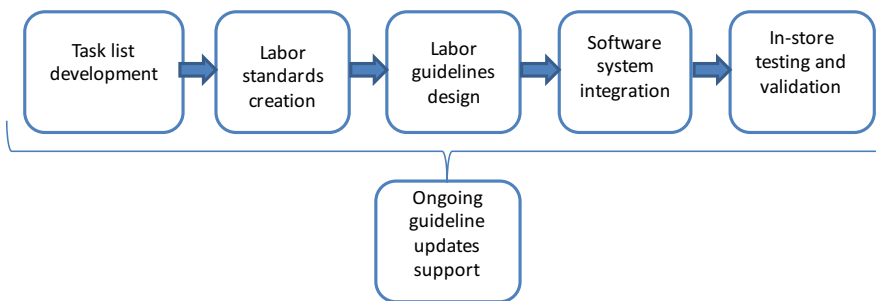 Task list
development
Labor
standards
creation
Labor
guidelines
design
Software
system
integration
In-store
testing and
validation
Ongoing
guideline
updates
support